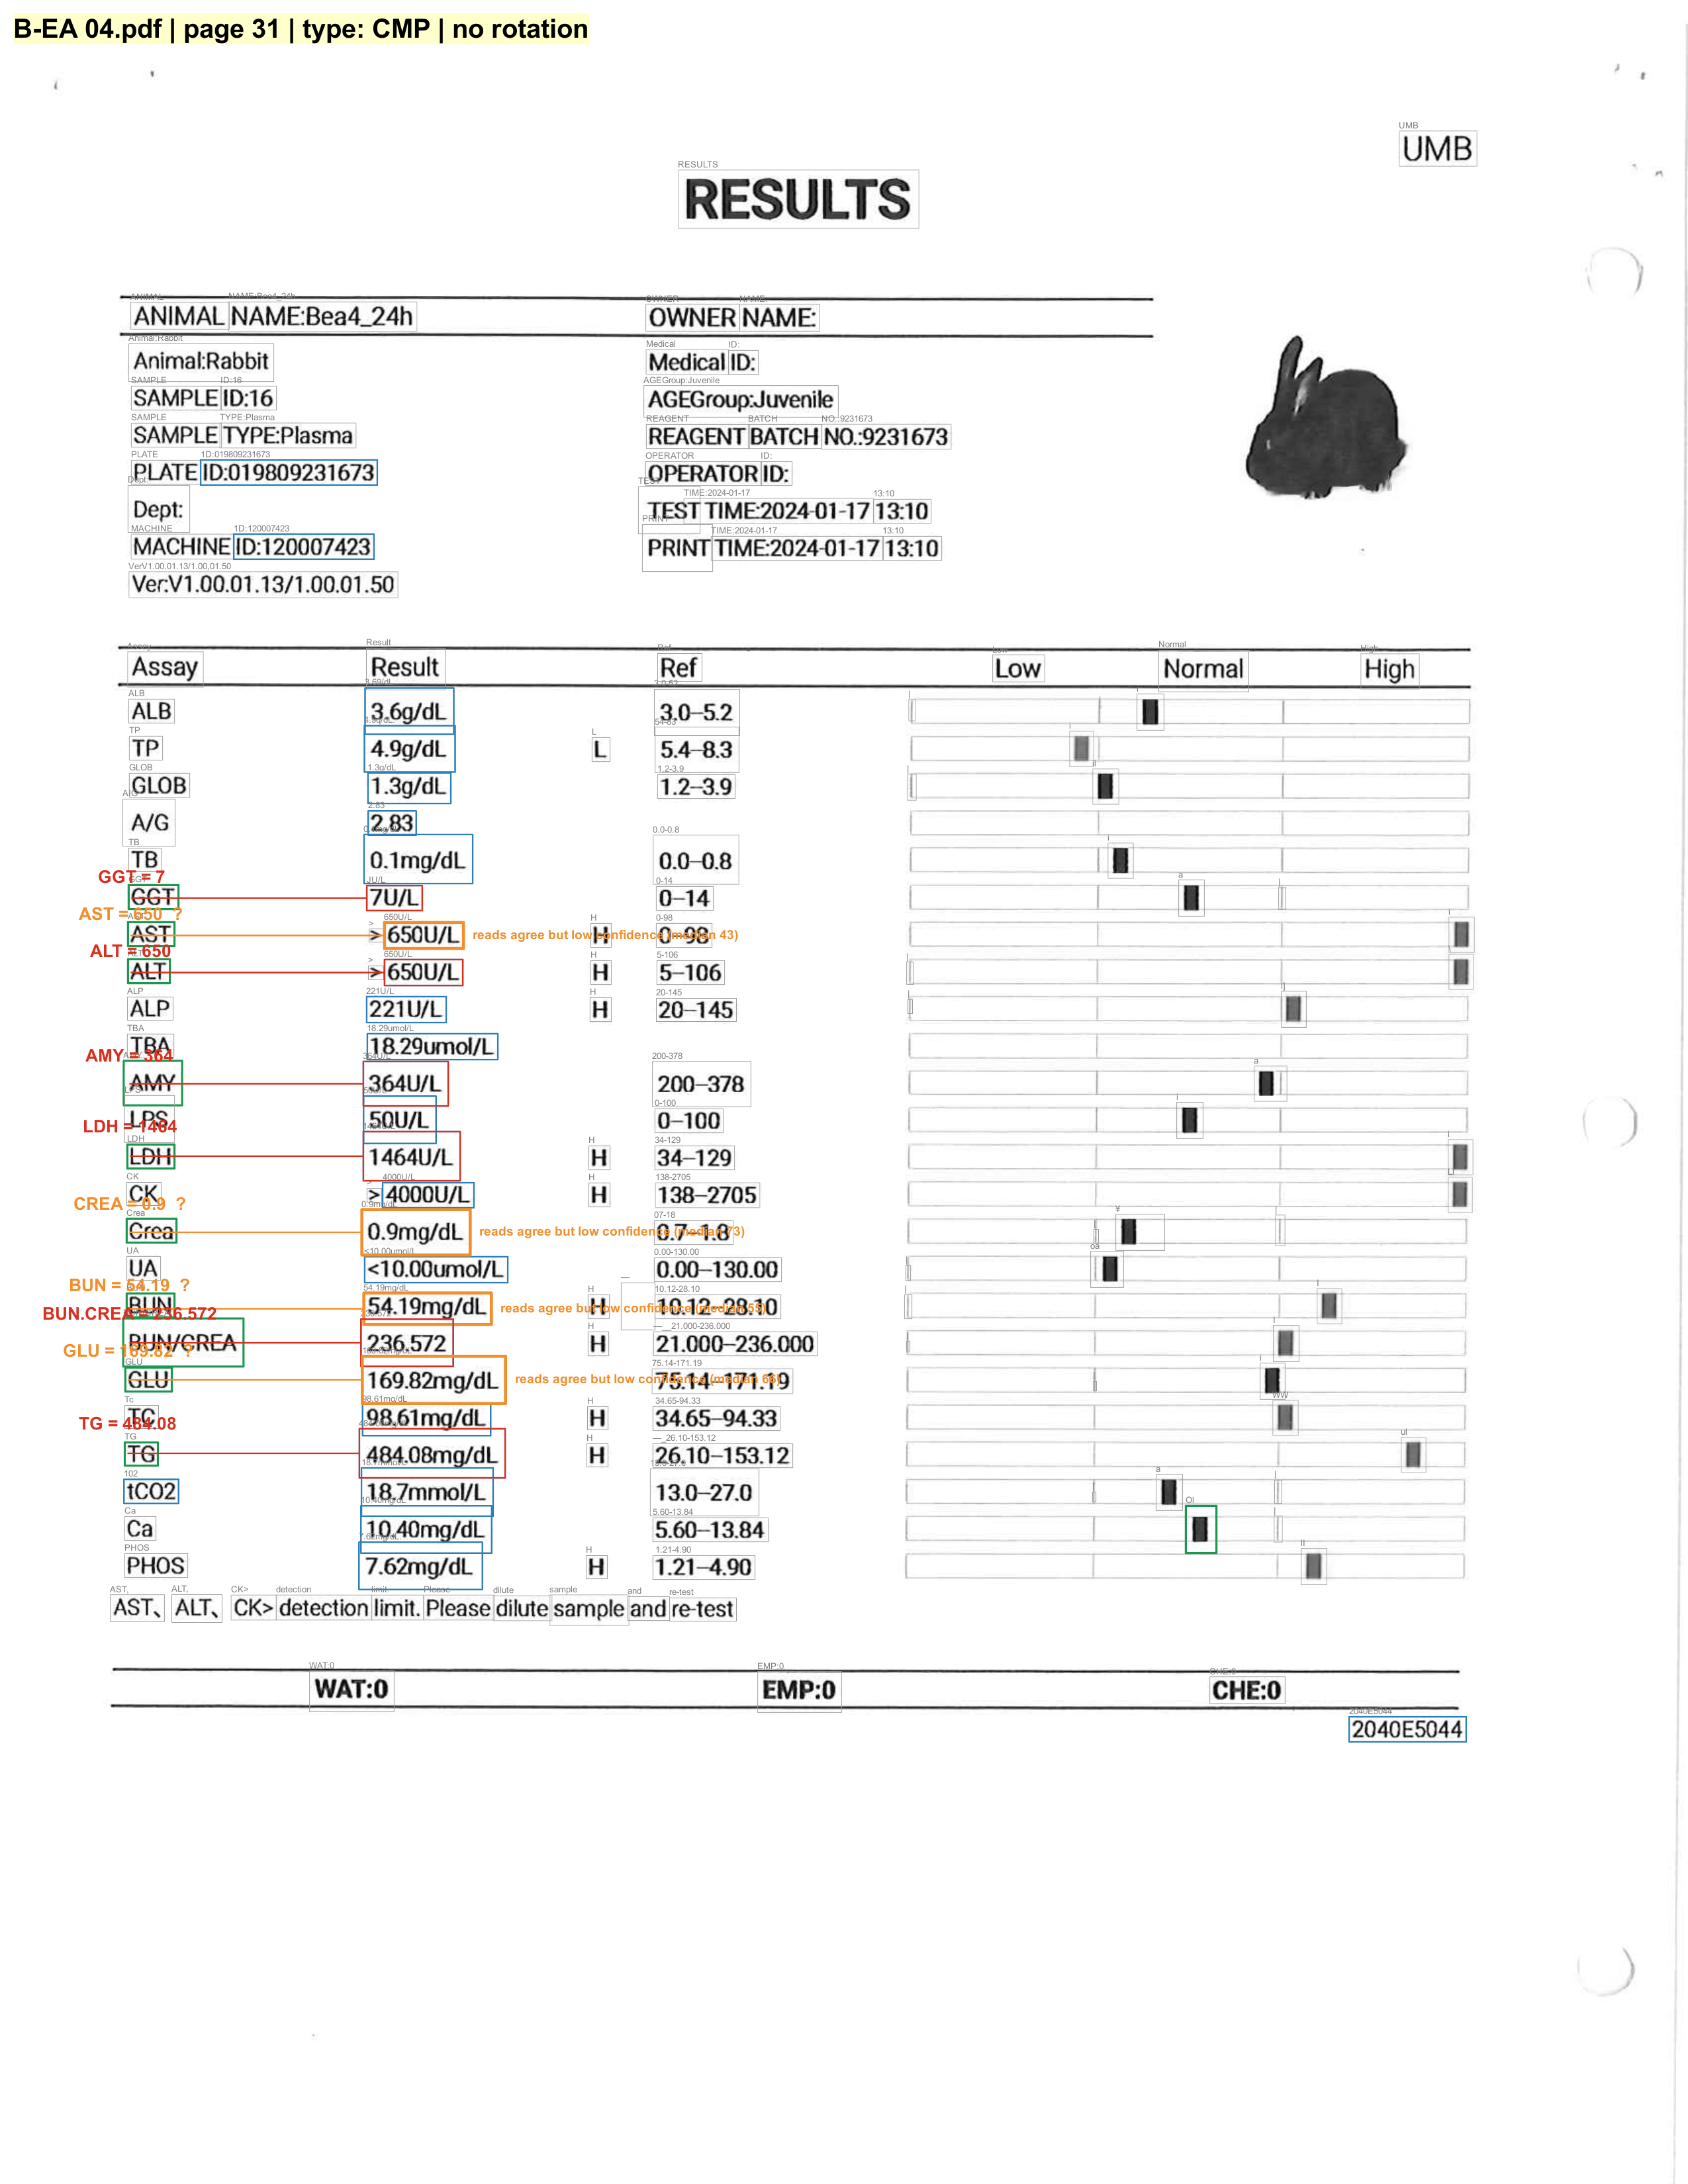 B-EA 04.pdf | page 31 | type: CMP | no rotation
UMB
RESULTS
ANIMAL NAME:Bea4_24h OWNER NAME:
Animal:Rabbit Medical ID:
SAMPLE ID:16 AGEGroup:Juvenile
SAMPLE TYPE:Plasma REAGENT BATCH NO.:9231673
PLATE ID:019809231673 OPERATOR ID:
Dept: TEST TIME:2024-01-17 13:10
MACHINE ID:120007423 PRINT TIME:2024-01-17 13:10
Ver:V1.00.01.13/1.00.01.50
Assay Result Ref Low Normal High
ALB 3.6g/dL 3.0–5.2
TP 4.9g/dL L 5.4–8.3
GLOB 1.3g/dL 1.2–3.9
A/G 2.83
TB 0.1mg/dL 0.0–0.8
GGT = 7
GGT 7U/L 0–14
AST = 650 ?
AST >650U/L H 0–98 reads agree but low confidence (median 43)
ALT = 650
ALT >650U/L H 5–106
ALP 221U/L H 20–145
TBA 18.29umol/L
AMY = 364
AMY 364U/L 200–378
LPS 50U/L 0–100
LDH = 1464
LDH 1464U/L H 34–129
CK >4000U/L H 138–2705
CREA = 0.9 ?
Crea 0.9mg/dL 0.7–1.8 reads agree but low confidence (median 73)
UA <10.00umol/L 0.00–130.00
BUN = 54.19 ?
BUN 54.19mg/dL H 10.12–28.10 reads agree but low confidence (median 55)
BUN.CREA = 236.572
BUN/CREA 236.572 H 21.000–236.000
GLU = 169.82 ?
GLU 169.82mg/dL 75.14–171.19 reads agree but low confidence (median 66)
TC 98.61mg/dL H 34.65–94.33
TG = 484.08
TG 484.08mg/dL H 26.10–153.12
tCO2 18.7mmol/L 13.0–27.0
Ca 10.40mg/dL 5.60–13.84
PHOS 7.62mg/dL H 1.21–4.90
AST、ALT、CK> detection limit. Please dilute sample and re-test
WAT:0 EMP:0 CHE:0
2040E5044